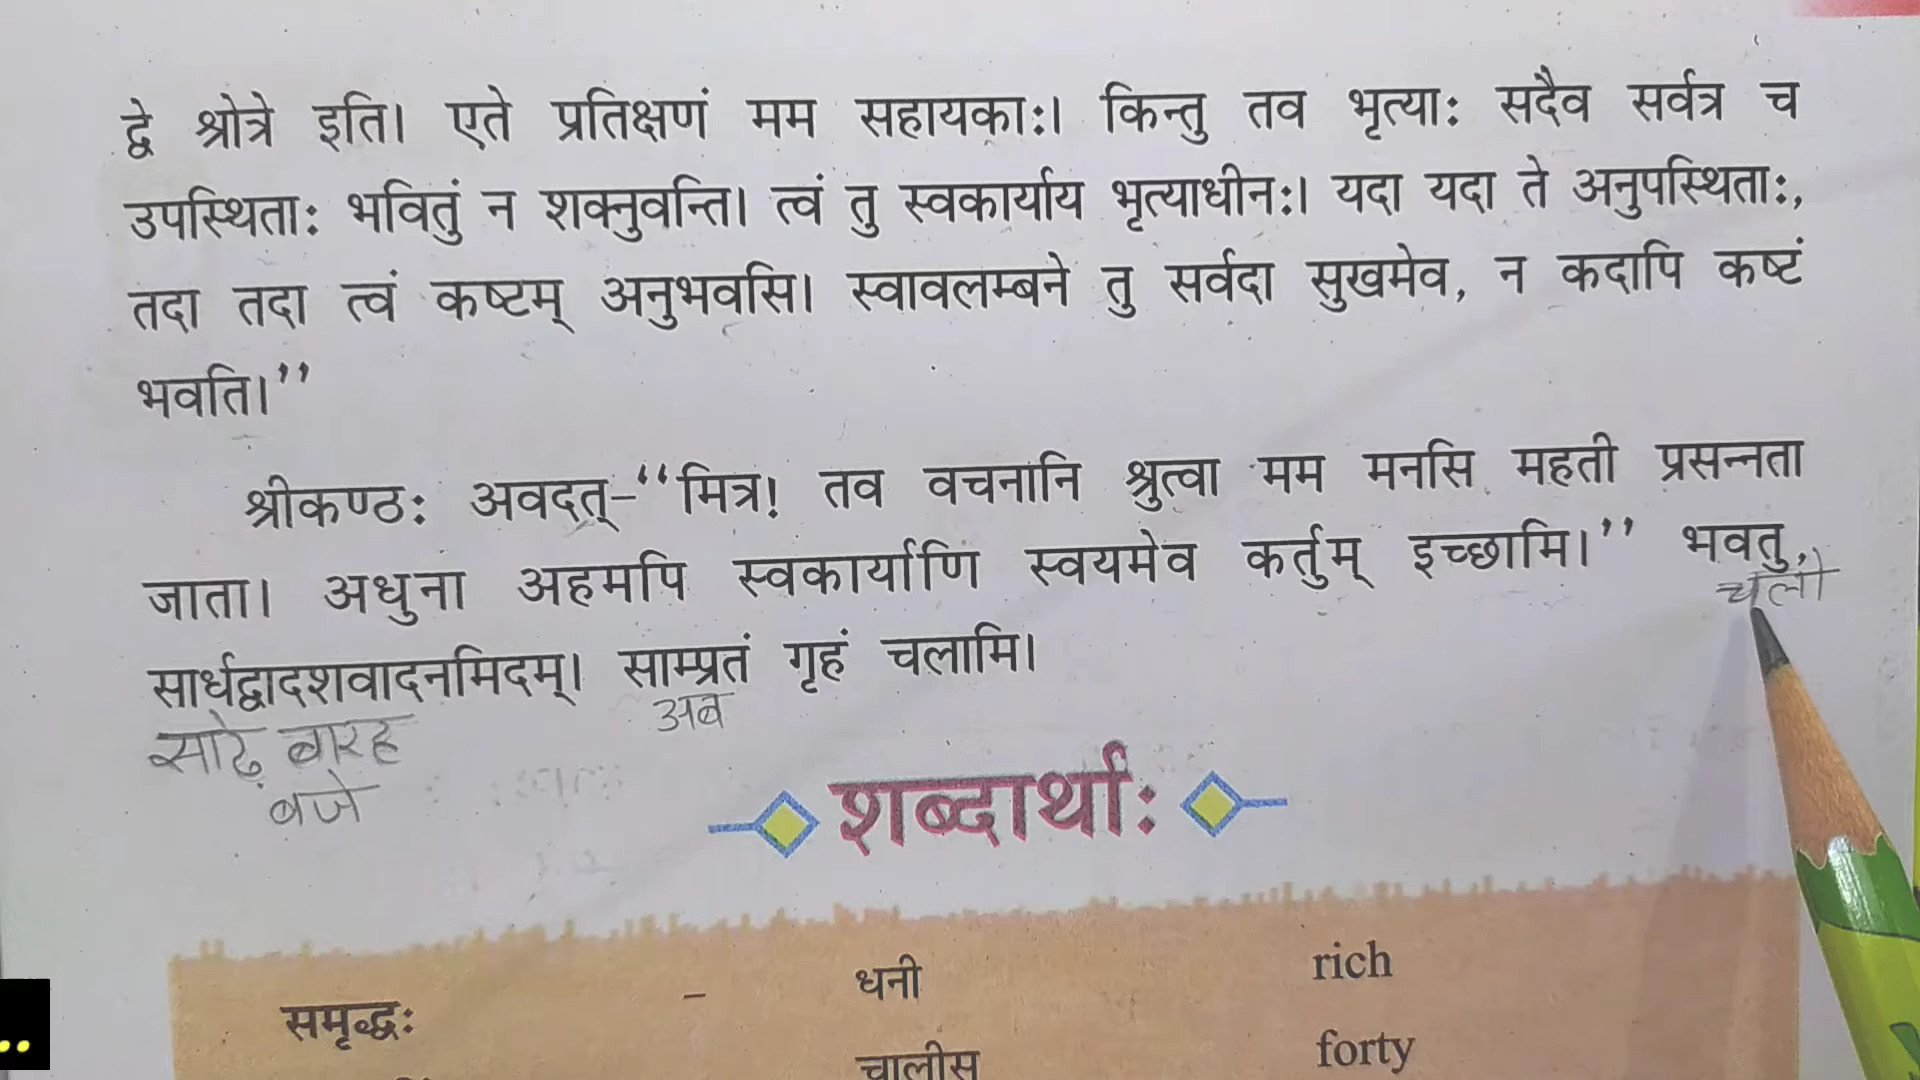 द्वे श्रोत्रे इति। एते प्रतिक्षणं मम सहायकाः। किन्तु तव भृत्याः सदैव सर्वत्र च
उपस्थिताः भवितुं न शक्नुवन्ति। त्वं तु स्वकार्याय भृत्याधीनः। यदा यदा ते अनुपस्थिताः,
तदा तदा त्वं कष्टम् अनुभवसि। स्वावलम्बने तु सर्वदा सुखमेव, न कदापि कष्टं
भवति।”
श्रीकण्ठः अवदत्–“मित्र! तव वचनानि श्रुत्वा मम मनसि महती प्रसन्नता
जाता। अधुना अहमपि स्वकार्याणि स्वयमेव कर्तुम् इच्छामि।” भवतु,
चलो
सार्धद्वादशवादनमिदम्। साम्प्रतं गृहं चलामि।
साढ़े बारह अब
बजे
शब्दार्थाः
समृद्धः – धनी rich
चालीस forty